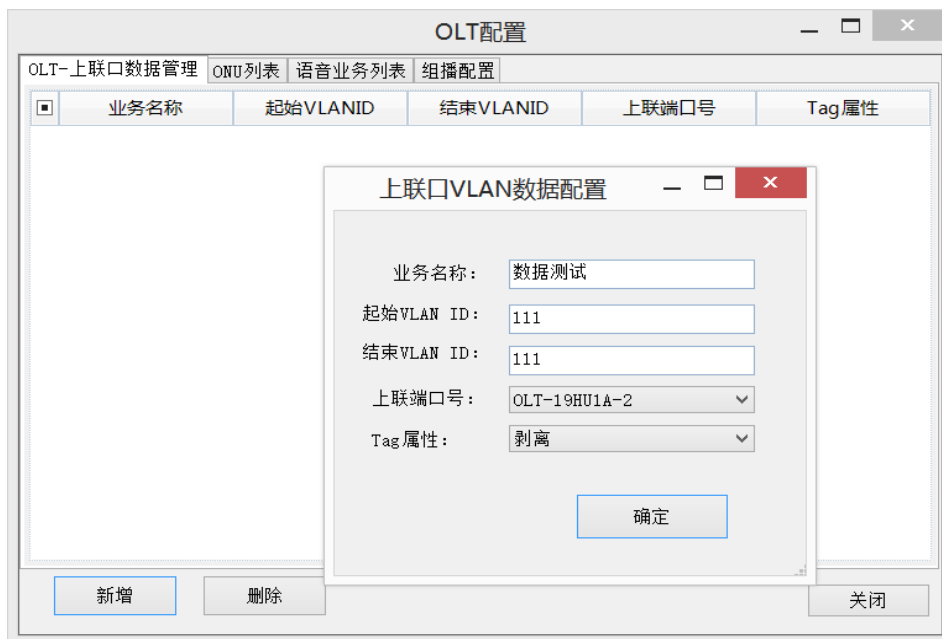 OLT配置
OLT-上联口数据管理 ONU列表 语音业务列表 组播配置
业务名称 起始VLANID 结束VLANID 上联端口号 Tag属性
上联口VLAN数据配置
业务名称： 数据测试
起始VLAN ID： 111
结束VLAN ID： 111
上联端口号： OLT-19HU1A-2
Tag属性： 剥离
确定
新增 删除 关闭